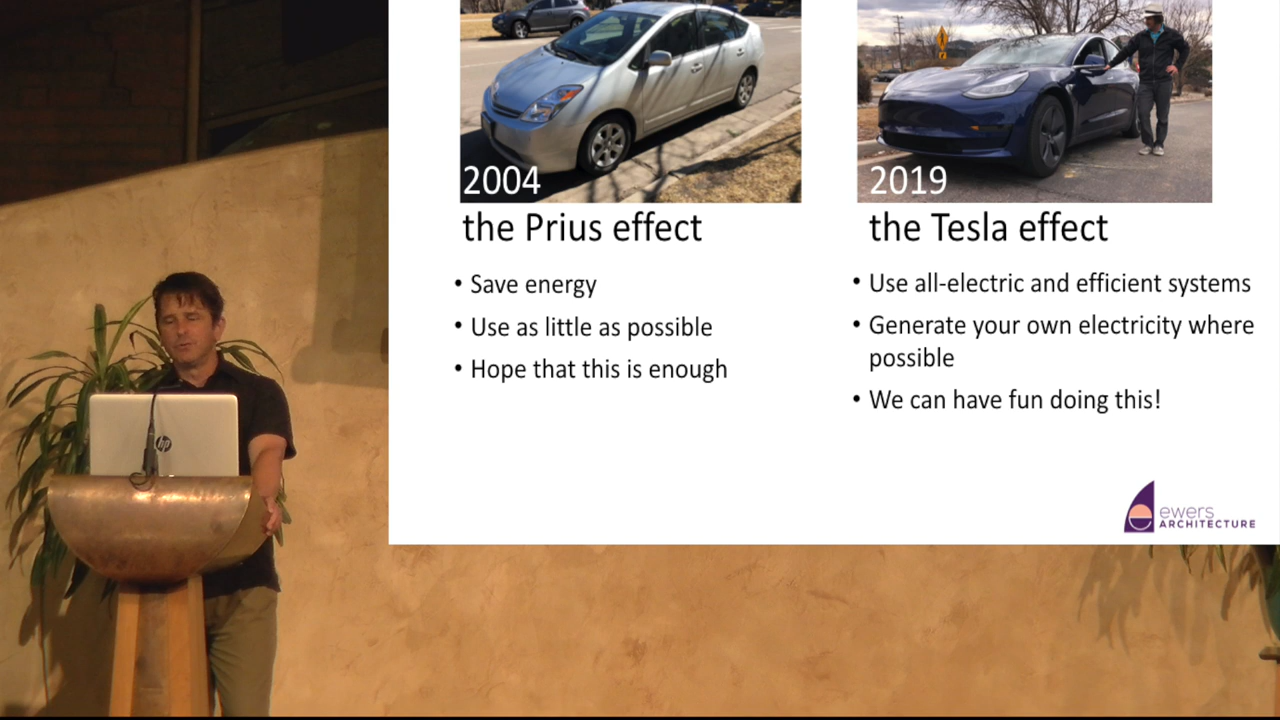 2004
the Prius effect
• Save energy
• Use as little as possible
• Hope that this is enough
2019
the Tesla effect
• Use all-electric and efficient systems
• Generate your own electricity where
possible
• We can have fun doing this!
hp
ewers
ARCHITECTURE